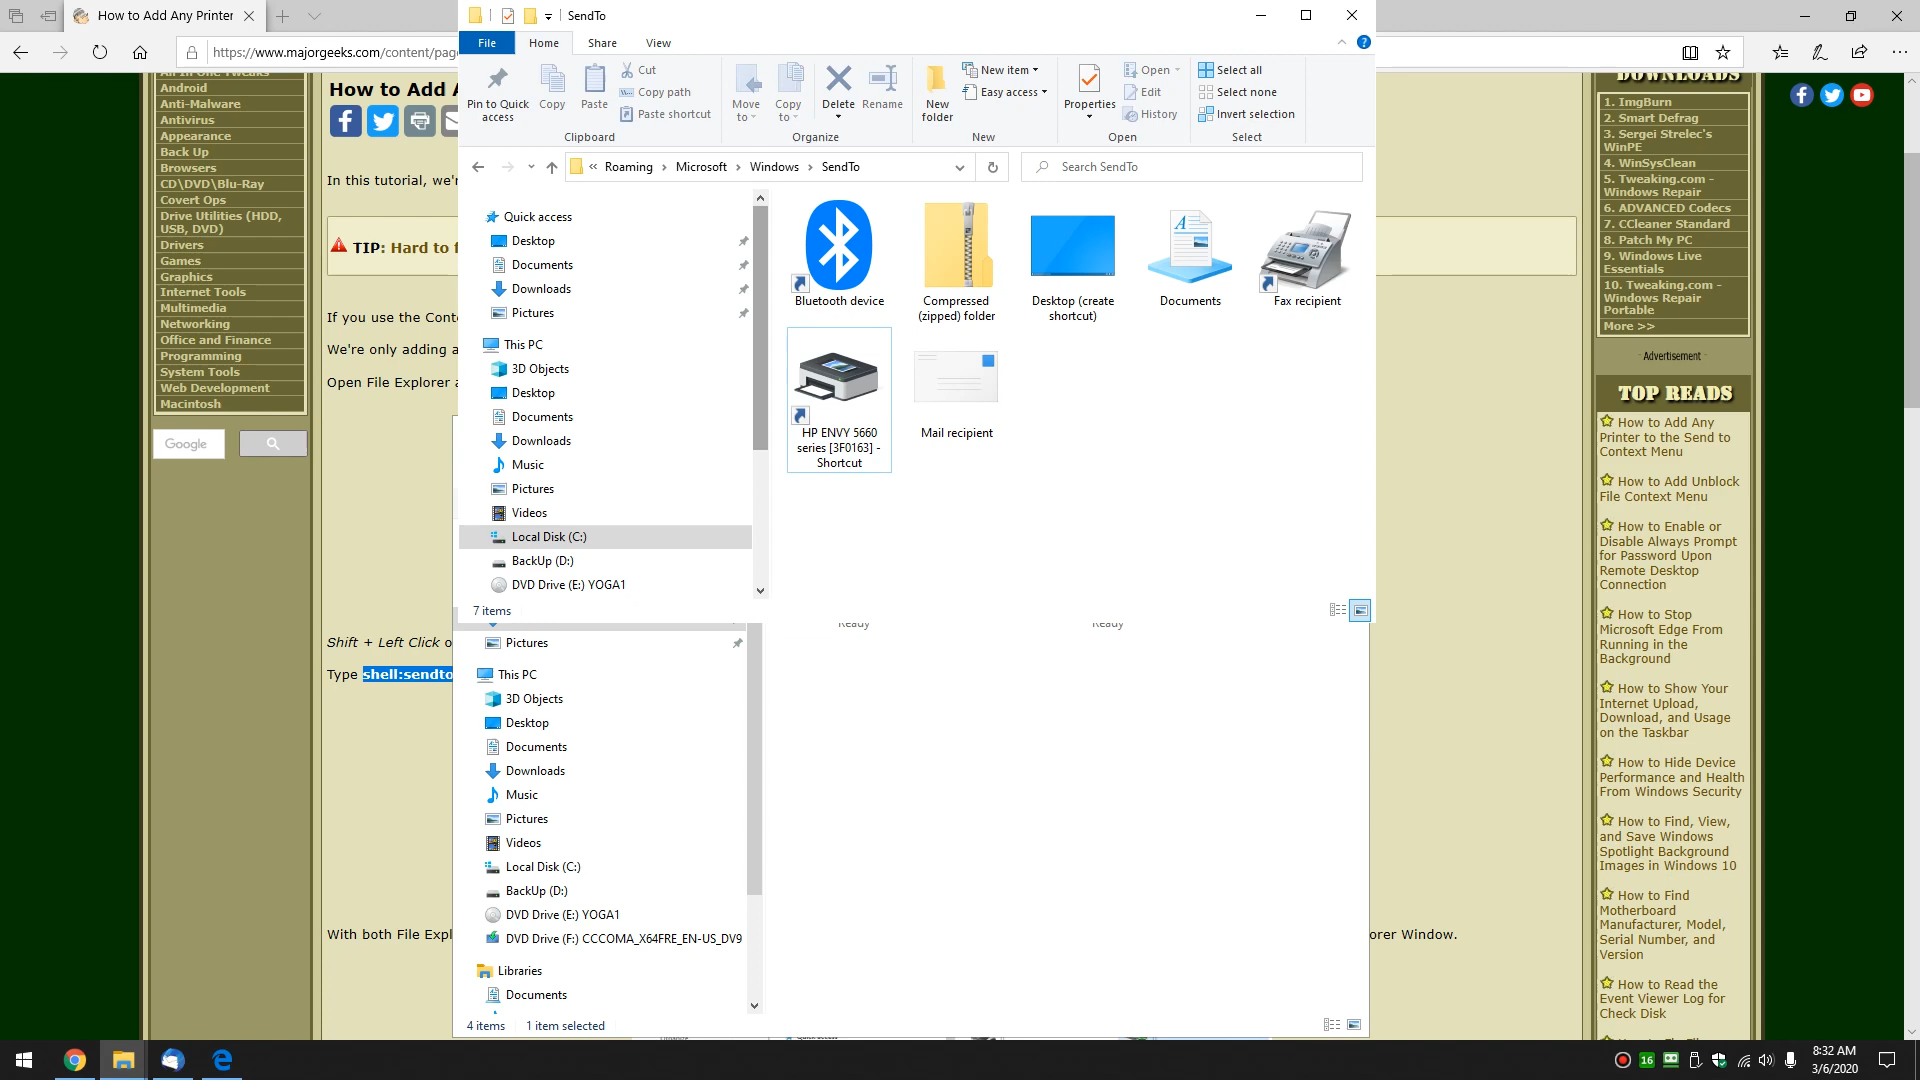 How to Add Any Printer
SendTo
File
Home
Share
View
https://www.majorgeeks.com/content/page
Pin to Quick access
Copy
Paste
Cut
Copy path
Paste shortcut
Clipboard
Move to
Copy to
Delete
Rename
Organize
New folder
New item
Easy access
New
Properties
Open
Edit
History
Open
Select all
Select none
Invert selection
Select
Roaming
Microsoft
Windows
SendTo
Search SendTo
Quick access
Desktop
Documents
Downloads
Pictures
This PC
3D Objects
Desktop
Documents
Downloads
Music
Pictures
Videos
Local Disk (C:)
BackUp (D:)
DVD Drive (E:) YOGA1
Bluetooth device
Compressed
(zipped) folder
Desktop (create
shortcut)
Documents
Fax recipient
HP ENVY 5660
series [3F0163] -
Shortcut
Mail recipient
7 items
Ready
Ready
Pictures
This PC
3D Objects
Desktop
Documents
Downloads
Music
Pictures
Videos
Local Disk (C:)
BackUp (D:)
DVD Drive (E:) YOGA1
DVD Drive (F:) CCCOMA_X64FRE_EN-US_DV9
Libraries
Documents
4 items
1 item selected
All In One Tweaks
Android
Anti-Malware
Antivirus
Appearance
Back Up
Browsers
CD\DVD\Blu-Ray
Covert Ops
Drive Utilities (HDD,
USB, DVD)
Drivers
Games
Graphics
Internet Tools
Multimedia
Networking
Office and Finance
Programming
System Tools
Web Development
Macintosh
Google
How to Add A
In this tutorial, we'r
TIP: Hard to f
If you use the Cont
We're only adding a
Open File Explorer a
Shift + Left Click o
Type shell:sendto
With both File Expl
orer Window.
DOWNLOADS
1. ImgBurn
2. Smart Defrag
3. Sergei Strelec's
WinPE
4. WinSysClean
5. Tweaking.com -
Windows Repair
6. ADVANCED Codecs
7. CCleaner Standard
8. Patch My PC
9. Windows Live
Essentials
10. Tweaking.com -
Windows Repair
Portable
More >>
Advertisement
TOP READS
How to Add Any
Printer to the Send to
Context Menu
How to Add Unblock
File Context Menu
How to Enable or
Disable Always Prompt
for Password Upon
Remote Desktop
Connection
How to Stop
Microsoft Edge From
Running in the
Background
How to Show Your
Internet Upload,
Download, and Usage
on the Taskbar
How to Hide Device
Performance and Health
From Windows Security
How to Find, View,
and Save Windows
Spotlight Background
Images in Windows 10
How to Find
Motherboard
Manufacturer, Model,
Serial Number, and
Version
How to Read the
Event Viewer Log for
Check Disk
16
8:32 AM
3/6/2020